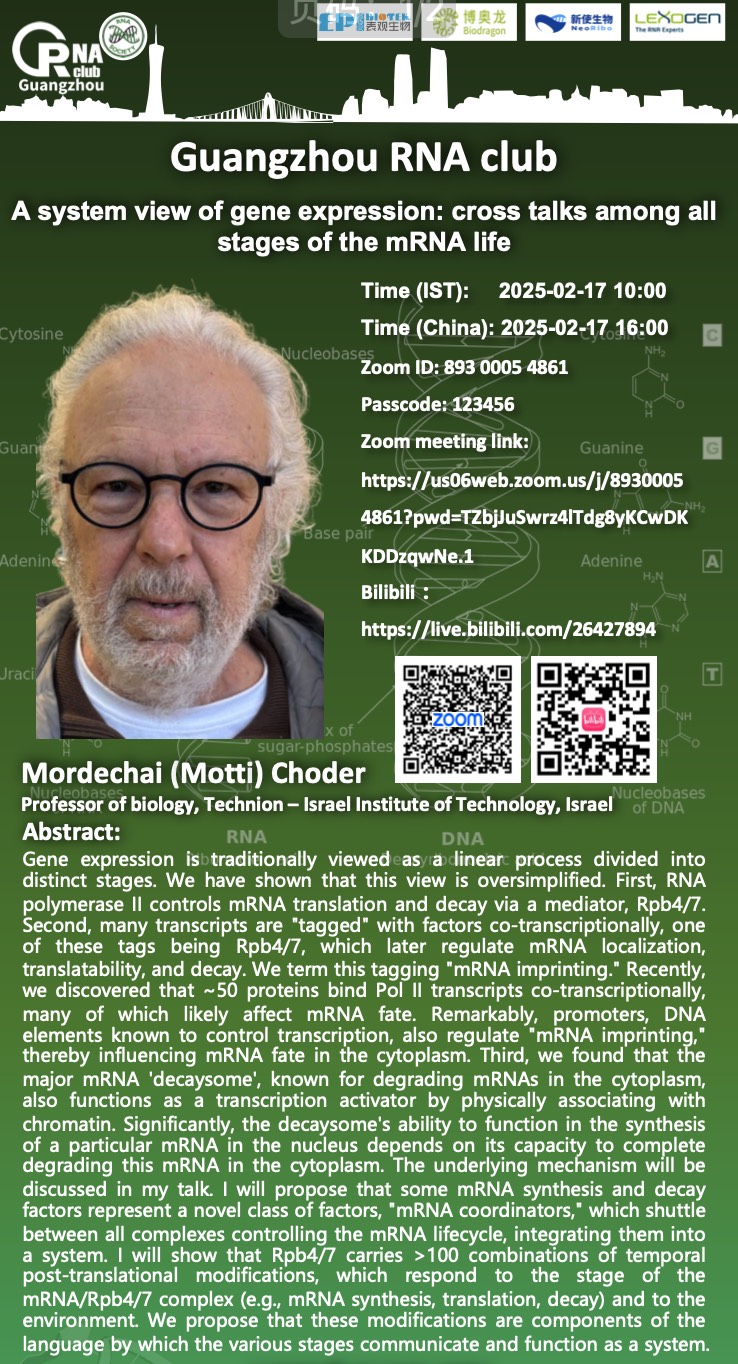 EPI BIOTEK
表观生物
博奥龙
Biodragon
新使生物
NeoRibo
LEXOGEN
The RNA Experts
RNA
SOCIETY
RNA
club
Guangzhou
Guangzhou RNA club
A system view of gene expression: cross talks among all
stages of the mRNA life
Time (IST): 2025-02-17 10:00
Time (China): 2025-02-17 16:00
Zoom ID: 893 0005 4861
Passcode: 123456
Zoom meeting link:
https://us06web.zoom.us/j/8930005
4861?pwd=TZbjJuSwrz4lTdg8yKCwDK
KDDzqwNe.1
Bilibili：
https://live.bilibili.com/26427894
Cytosine
Nucleobases
Base pair
Cytosine
C
NH₂
Guanine
G
NH₂
Adenine
A
H₂N
T
zoom
sugar-phosphates
Nucleobases
of DNA
RNA
DNA
Mordechai (Motti) Choder
Professor of biology, Technion – Israel Institute of Technology, Israel
Abstract:
Gene expression is traditionally viewed as a linear process divided into
distinct stages. We have shown that this view is oversimplified. First, RNA
polymerase II controls mRNA translation and decay via a mediator, Rpb4/7.
Second, many transcripts are "tagged" with factors co-transcriptionally, one
of these tags being Rpb4/7, which later regulate mRNA localization,
translatability, and decay. We term this tagging "mRNA imprinting." Recently,
we discovered that ~50 proteins bind Pol II transcripts co-transcriptionally,
many of which likely affect mRNA fate. Remarkably, promoters, DNA
elements known to control transcription, also regulate "mRNA imprinting,"
thereby influencing mRNA fate in the cytoplasm. Third, we found that the
major mRNA 'decaysome', known for degrading mRNAs in the cytoplasm,
also functions as a transcription activator by physically associating with
chromatin. Significantly, the decaysome's ability to function in the synthesis
of a particular mRNA in the nucleus depends on its capacity to complete
degrading this mRNA in the cytoplasm. The underlying mechanism will be
discussed in my talk. I will propose that some mRNA synthesis and decay
factors represent a novel class of factors, "mRNA coordinators," which shuttle
between all complexes controlling the mRNA lifecycle, integrating them into
a system. I will show that Rpb4/7 carries >100 combinations of temporal
post-translational modifications, which respond to the stage of the
mRNA/Rpb4/7 complex (e.g., mRNA synthesis, translation, decay) and to the
environment. We propose that these modifications are components of the
language by which the various stages communicate and function as a system.